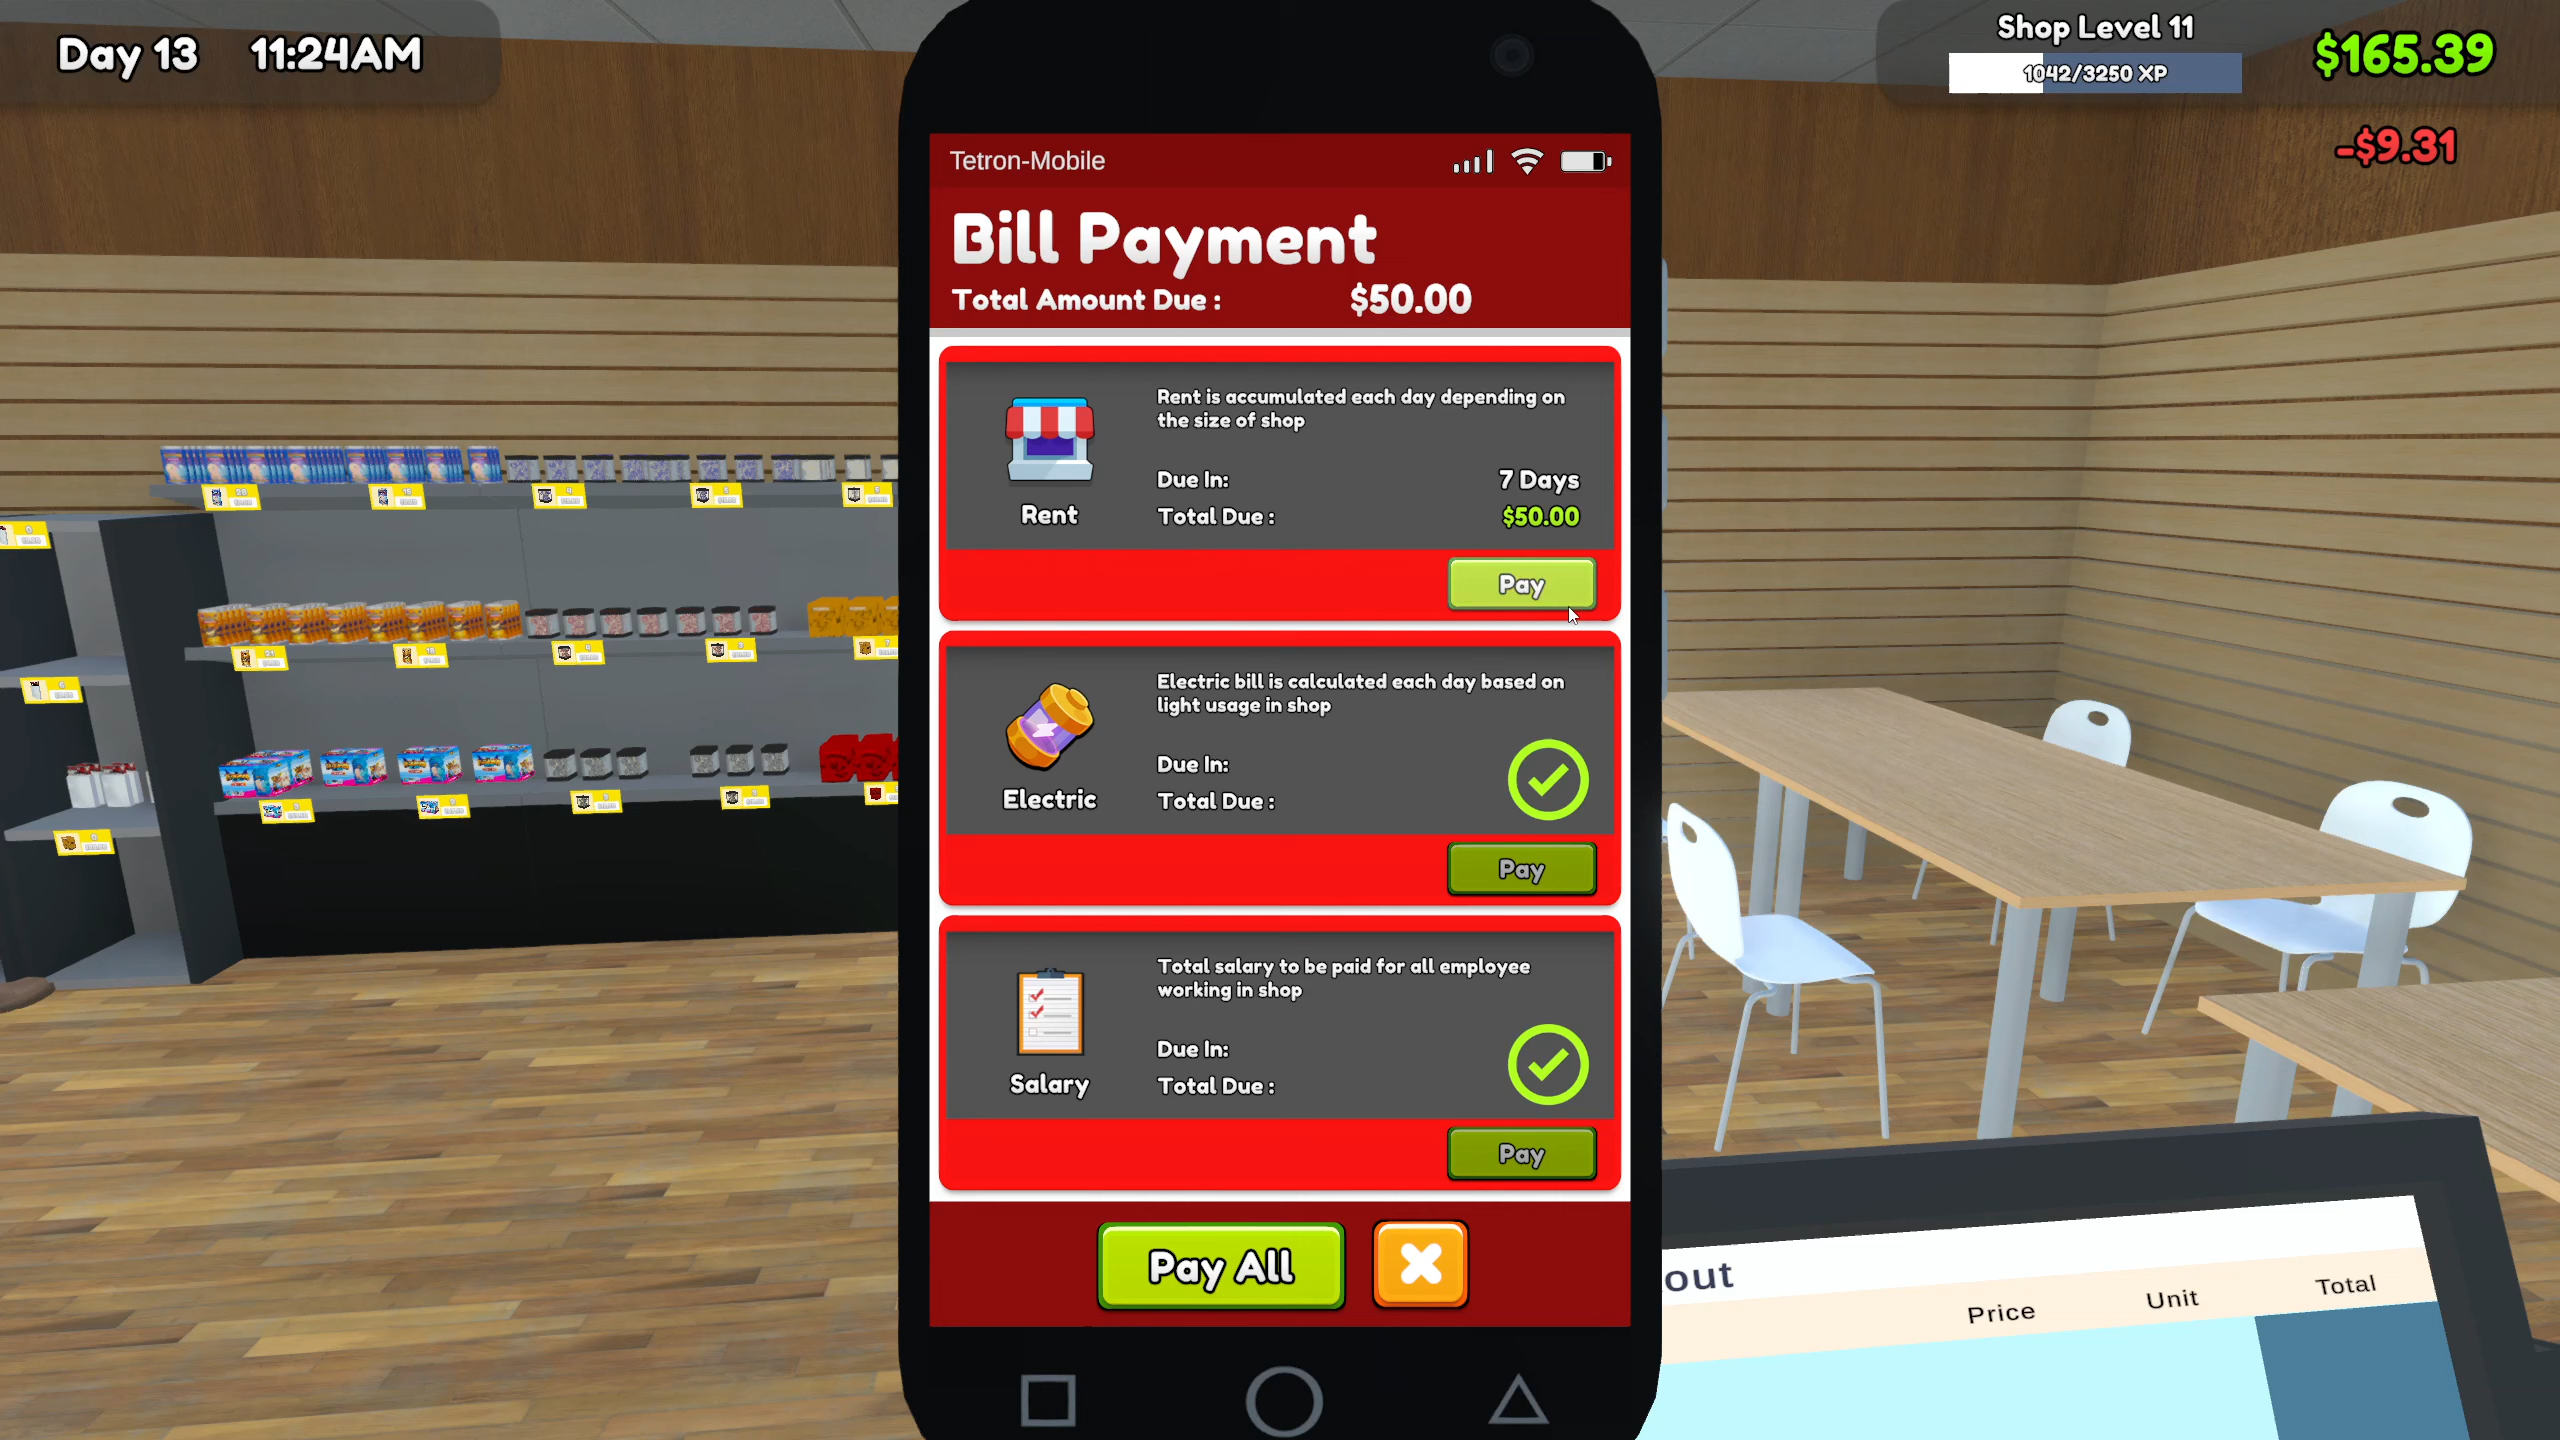 Day 13 11:24AM
Shop Level 11
1042/3250 XP
$165.39
-$9.31
Tetron-Mobile
Bill Payment
Total Amount Due : $50.00
Rent is accumulated each day depending on
the size of shop
Due In: 7 Days
Total Due : $50.00
Rent
Pay
Electric bill is calculated each day based on
light usage in shop
Due In:
Total Due :
Electric
Pay
Total salary to be paid for all employee
working in shop
Due In:
Total Due :
Salary
Pay
Pay All
out
Price Unit Total